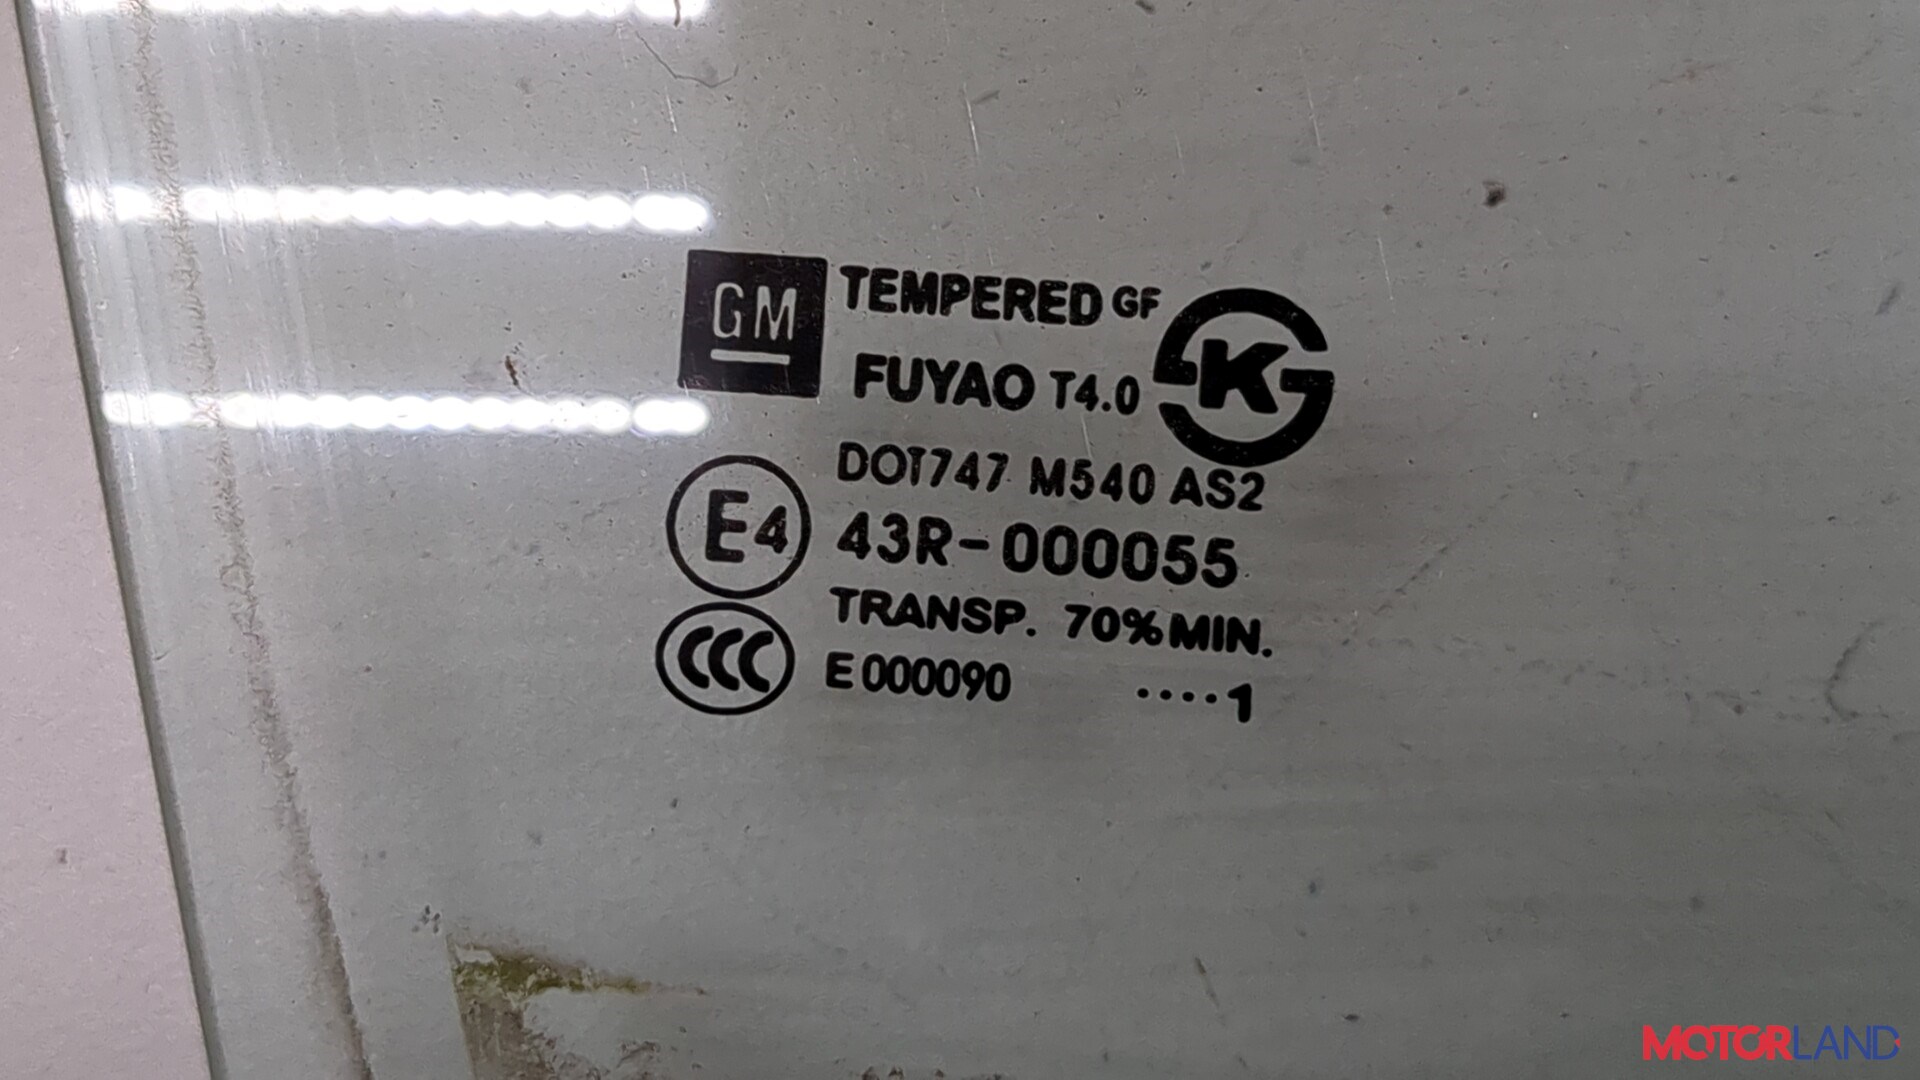 GM
TEMPERED GF
FUYAO T4.0
K
DOT747 M540 AS2
E4
43R-000055
TRANSP. 70% MIN.
CCC
E000090 ....1
MOTORLAND